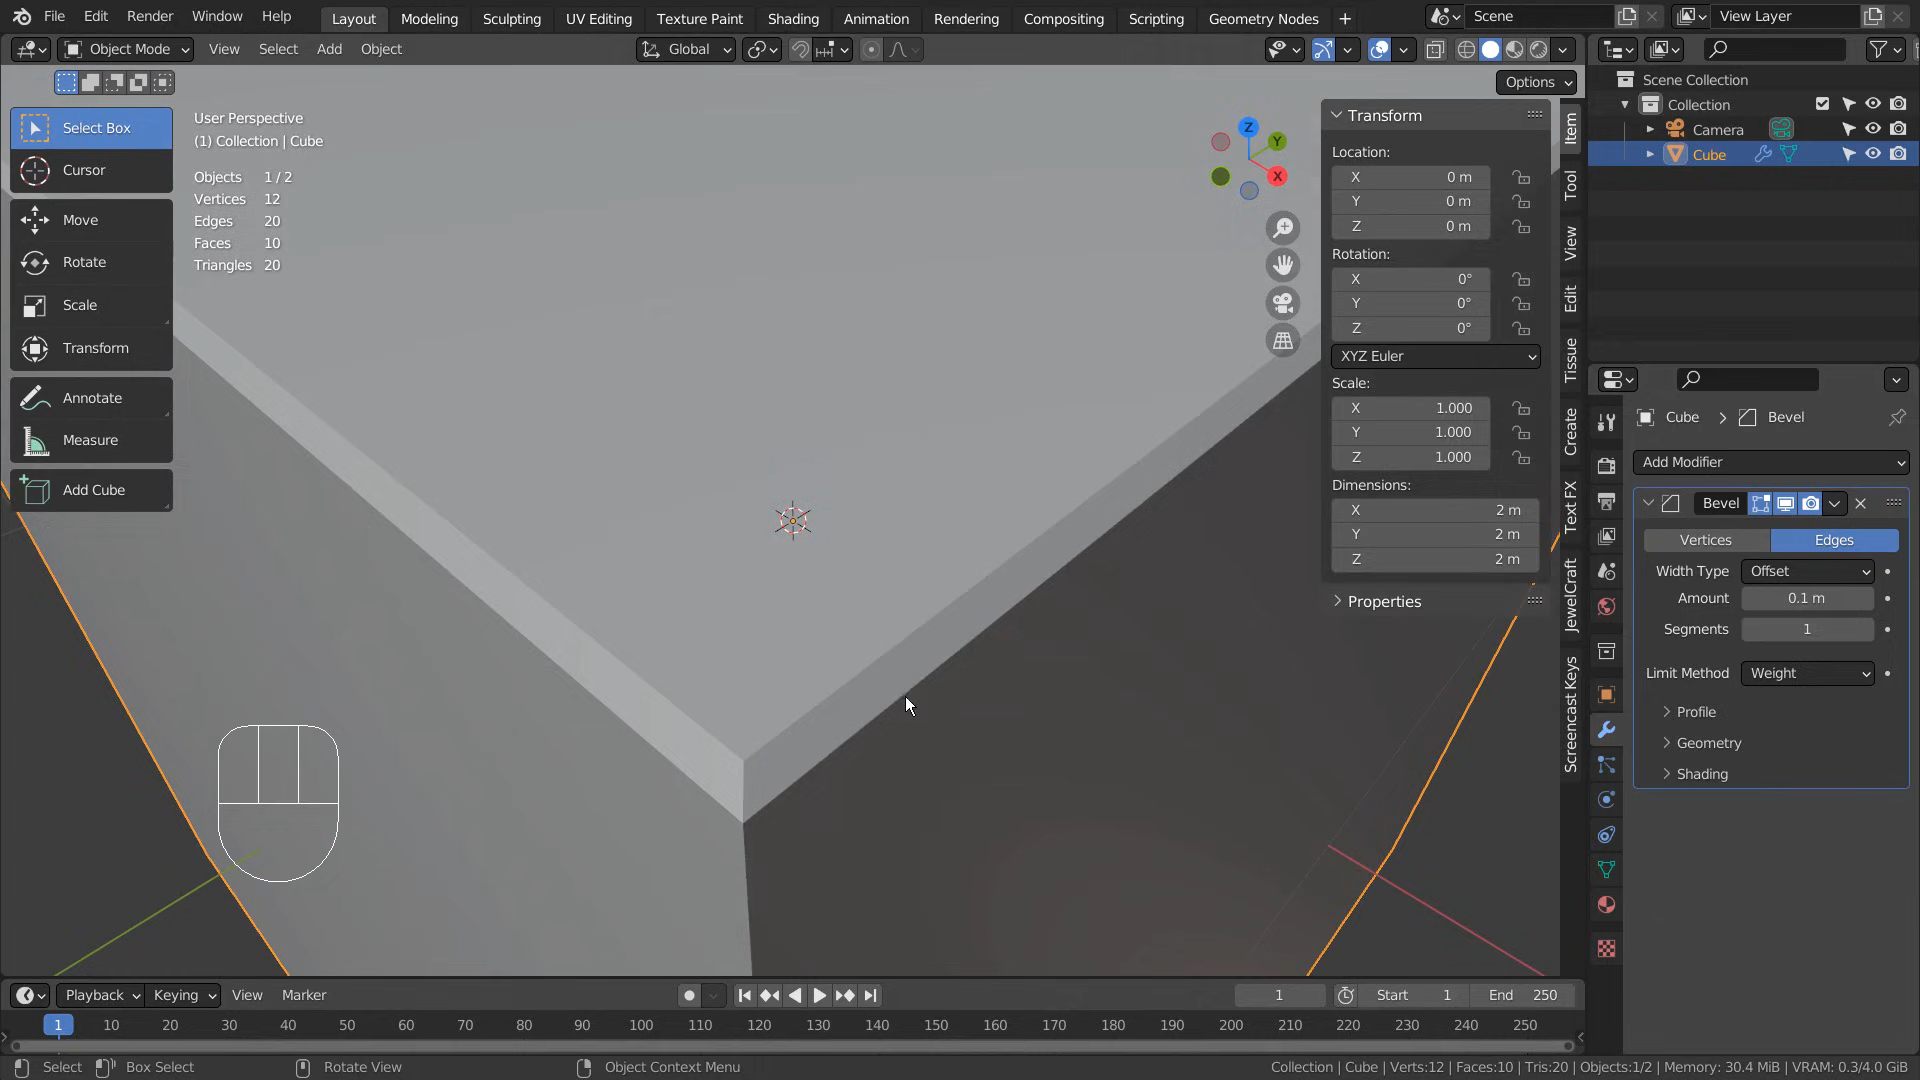 File Edit Render Window Help Layout Modeling Sculpting UV Editing Texture Paint Shading Animation Rendering Compositing Scripting Geometry Nodes + Scene View Layer
Object Mode View Select Add Object Global
Options
Select Box
Cursor
Move
Rotate
Scale
Transform
Annotate
Measure
Add Cube
User Perspective
(1) Collection | Cube
Objects 1 / 2
Vertices 12
Edges 20
Faces 10
Triangles 20
Z
Y
X
Transform
Location:
X 0 m
Y 0 m
Z 0 m
Rotation:
X 0°
Y 0°
Z 0°
XYZ Euler
Scale:
X 1.000
Y 1.000
Z 1.000
Dimensions:
X 2 m
Y 2 m
Z 2 m
Properties
Item
Tool
View
Edit
Tissue
Create
Text FX
JewelCraft
Screencast Keys
Scene Collection
Collection
Camera
Cube
Cube > Bevel
Add Modifier
Bevel
Vertices Edges
Width Type Offset
Amount 0.1 m
Segments 1
Limit Method Weight
Profile
Geometry
Shading
Playback Keying View Marker 1 Start 1 End 250
1 10 20 30 40 50 60 70 80 90 100 110 120 130 140 150 160 170 180 190 200 210 220 230 240 250
Select Box Select Rotate View Object Context Menu Collection | Cube | Verts:12 | Faces:10 | Tris:20 | Objects:1/2 | Memory: 30.4 MiB | VRAM: 0.3/4.0 GiB